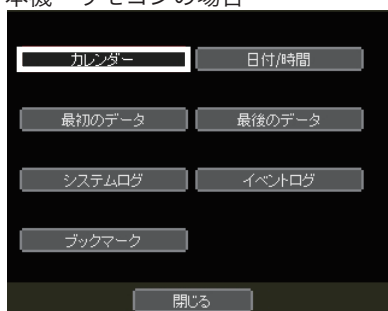 本機・リモコンの場合
カレンダー
日付/時間
最初のデータ
最後のデータ
システムログ
イベントログ
ブックマーク
閉じる